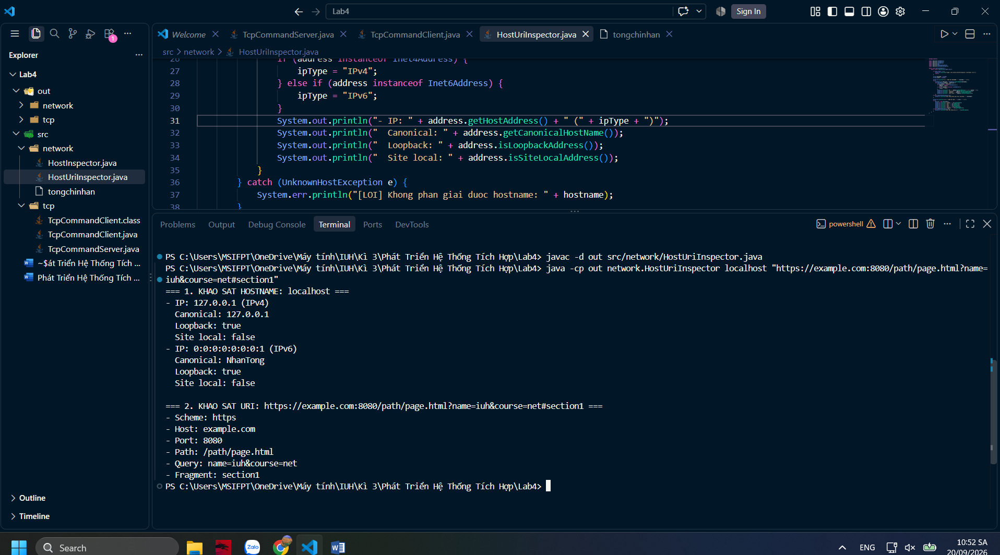 Lab4
Sign In
Explorer
Lab4
out
network
tcp
src
network
HostInspector.java
HostUriInspector.java
tongchinhan
tcp
TcpCommandClient.class
TcpCommandClient.java
TcpCommandServer.java
~$át Triển Hệ Thống Tích ...
Phát Triển Hệ Thống Tích ...
Outline
Timeline
1
Welcome
TcpCommandServer.java
TcpCommandClient.java
HostUriInspector.java
tongchinhan
src > network > HostUriInspector.java
26 if (address instanceof Inet4Address) {
27 ipType = "IPv4";
28 } else if (address instanceof Inet6Address) {
29 ipType = "IPv6";
30 }
31 System.out.println("- IP: " + address.getHostAddress() + " (" + ipType + ")");
32 System.out.println("  Canonical: " + address.getCanonicalHostName());
33 System.out.println("  Loopback: " + address.isLoopbackAddress());
34 System.out.println("  Site local: " + address.isSiteLocalAddress());
35 }
36 } catch (UnknownHostException e) {
37 System.err.println("[LOI] Khong phan giai duoc hostname: " + hostname);
38 }
Problems Output Debug Console Terminal Ports DevTools
powershell
PS C:\Users\MSIFPT\OneDrive\Máy tính\IUH\Kì 3\Phát Triển Hệ Thống Tích Hợp\Lab4> javac -d out src/network/HostUriInspector.java
PS C:\Users\MSIFPT\OneDrive\Máy tính\IUH\Kì 3\Phát Triển Hệ Thống Tích Hợp\Lab4> java -cp out network.HostUriInspector localhost "https://example.com:8080/path/page.html?name=
iuh&course=net#section1"
=== 1. KHAO SAT HOSTNAME: localhost ===
- IP: 127.0.0.1 (IPv4)
Canonical: 127.0.0.1
Loopback: true
Site local: false
- IP: 0:0:0:0:0:0:0:1 (IPv6)
Canonical: NhanTong
Loopback: true
Site local: false
=== 2. KHAO SAT URI: https://example.com:8080/path/page.html?name=iuh&course=net#section1 ===
- Scheme: https
- Host: example.com
- Port: 8080
- Path: /path/page.html
- Query: name=iuh&course=net
- Fragment: section1
PS C:\Users\MSIFPT\OneDrive\Máy tính\IUH\Kì 3\Phát Triển Hệ Thống Tích Hợp\Lab4>
Search
Zalo
ENG
10:52 SA
20/09/2026